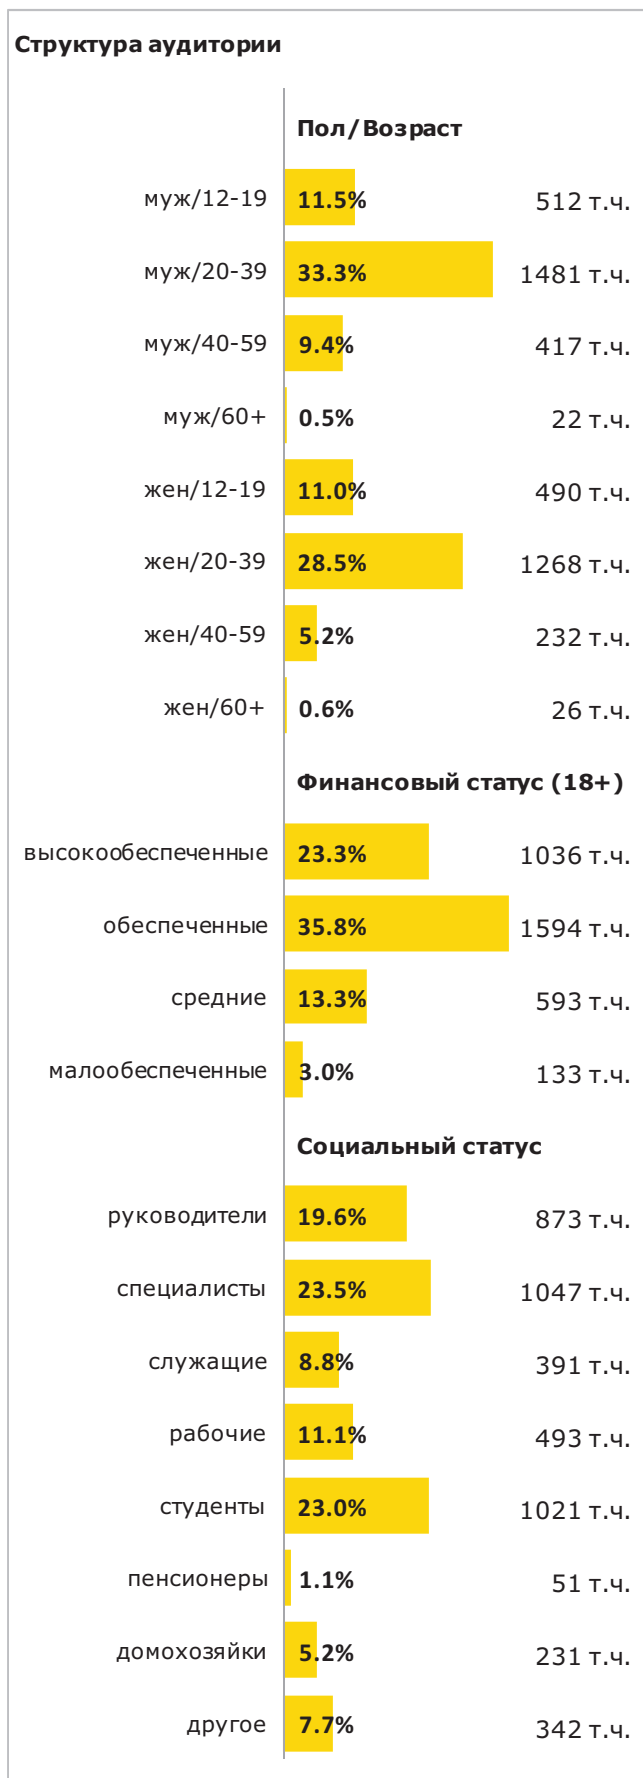 Структура аудитории
Пол/Возраст
муж/12-19 11.5% 512 т.ч.
муж/20-39 33.3% 1481 т.ч.
муж/40-59 9.4% 417 т.ч.
муж/60+ 0.5% 22 т.ч.
жен/12-19 11.0% 490 т.ч.
жен/20-39 28.5% 1268 т.ч.
жен/40-59 5.2% 232 т.ч.
жен/60+ 0.6% 26 т.ч.
Финансовый статус (18+)
высокообеспеченные 23.3% 1036 т.ч.
обеспеченные 35.8% 1594 т.ч.
средние 13.3% 593 т.ч.
малообеспеченные 3.0% 133 т.ч.
Социальный статус
руководители 19.6% 873 т.ч.
специалисты 23.5% 1047 т.ч.
служащие 8.8% 391 т.ч.
рабочие 11.1% 493 т.ч.
студенты 23.0% 1021 т.ч.
пенсионеры 1.1% 51 т.ч.
домохозяйки 5.2% 231 т.ч.
другое 7.7% 342 т.ч.